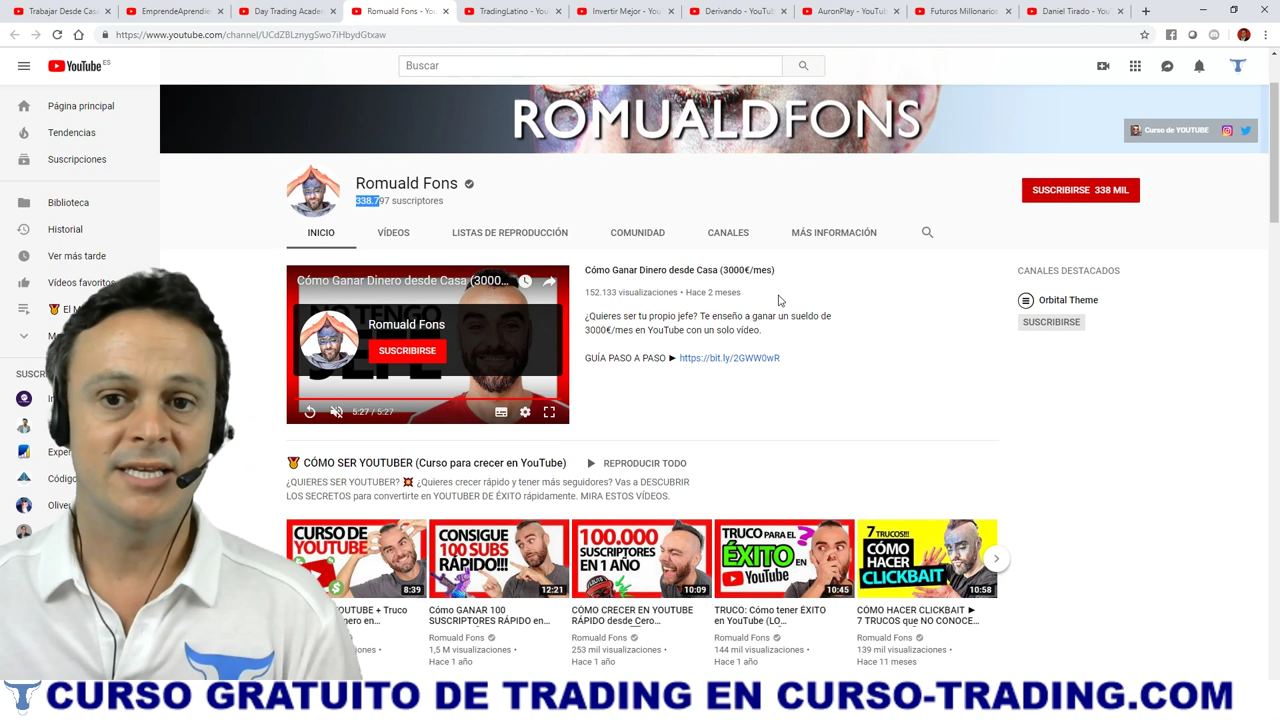 Trabajar Desde Casa
EmprendeAprendie
Day Trading Acade
Romuald Fons - You
TradingLatino - You
Invertir Mejor - You
Derivando - YouTub
AuronPlay - YouTub
Futuros Millonarios
Daniel Tirado - You
https://www.youtube.com/channel/UCdZBLznygSwo7iHbydGtxaw
YouTube ES
Buscar
Página principal
Tendencias
Suscripciones
Biblioteca
Historial
Ver más tarde
Vídeos favoritos
El M
SUSC
Exper
Código
Olive
ROMUALDFONS
Curso de YOUTUBE
Romuald Fons
338.797 suscriptores
SUSCRIBIRSE 338 MIL
INICIO
VÍDEOS
LISTAS DE REPRODUCCIÓN
COMUNIDAD
CANALES
MÁS INFORMACIÓN
Cómo Ganar Dinero desde Casa (3000...
Romuald Fons
SUSCRIBIRSE
5:27 / 5:27
Cómo Ganar Dinero desde Casa (3000€/mes)
152.133 visualizaciones • Hace 2 meses
¿Quieres ser tu propio jefe? Te enseño a ganar un sueldo de
3000€/mes en YouTube con un solo vídeo.
GUÍA PASO A PASO ► https://bit.ly/2GWW0wR
CANALES DESTACADOS
Orbital Theme
SUSCRIBIRSE
CÓMO SER YOUTUBER (Curso para crecer en YouTube)
REPRODUCIR TODO
¿QUIERES SER YOUTUBER? 💥 ¿Quieres crecer rápido y tener más seguidores? Vas a DESCUBRIR
LOS SECRETOS para convertirte en YOUTUBER DE ÉXITO rápidamente. MIRA ESTOS VÍDEOS.
CURSO DE
YOUTUBE
8:39
CONSIGUE
100 SUBS
RÁPIDO!!!
12:21
100.000
SUSCRIPTORES
EN 1 AÑO
10:09
TRUCO PARA EL
ÉXITO EN
YouTube
10:45
7 TRUCOS!!!
CÓMO
HACER
CLICKBAIT
10:58
YOUTUBE + Truco
nero en...
visualizaciones •
Cómo GANAR 100
SUSCRIPTORES RÁPIDO en...
Romuald Fons
1,5 M visualizaciones •
Hace 1 año
CÓMO CRECER EN YOUTUBE
RÁPIDO desde Cero...
Romuald Fons
253 mil visualizaciones •
Hace 1 año
TRUCO: Cómo tener ÉXITO
en YouTube (LO...
Romuald Fons
144 mil visualizaciones •
Hace 1 año
CÓMO HACER CLICKBAIT ►
7 TRUCOS que NO CONOCE...
Romuald Fons
139 mil visualizaciones •
Hace 11 meses
CURSO GRATUITO DE TRADING EN CURSO-TRADING.COM